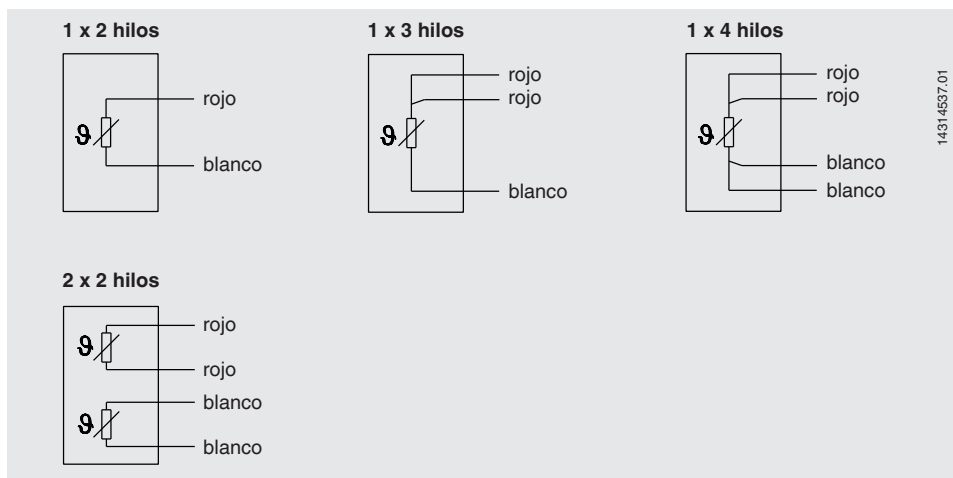 1 x 2 hilos
rojo
ϑ
blanco
1 x 3 hilos
rojo
rojo
ϑ
blanco
1 x 4 hilos
rojo
rojo
ϑ
blanco
blanco
14314537.01
2 x 2 hilos
rojo
ϑ
rojo
blanco
ϑ
blanco